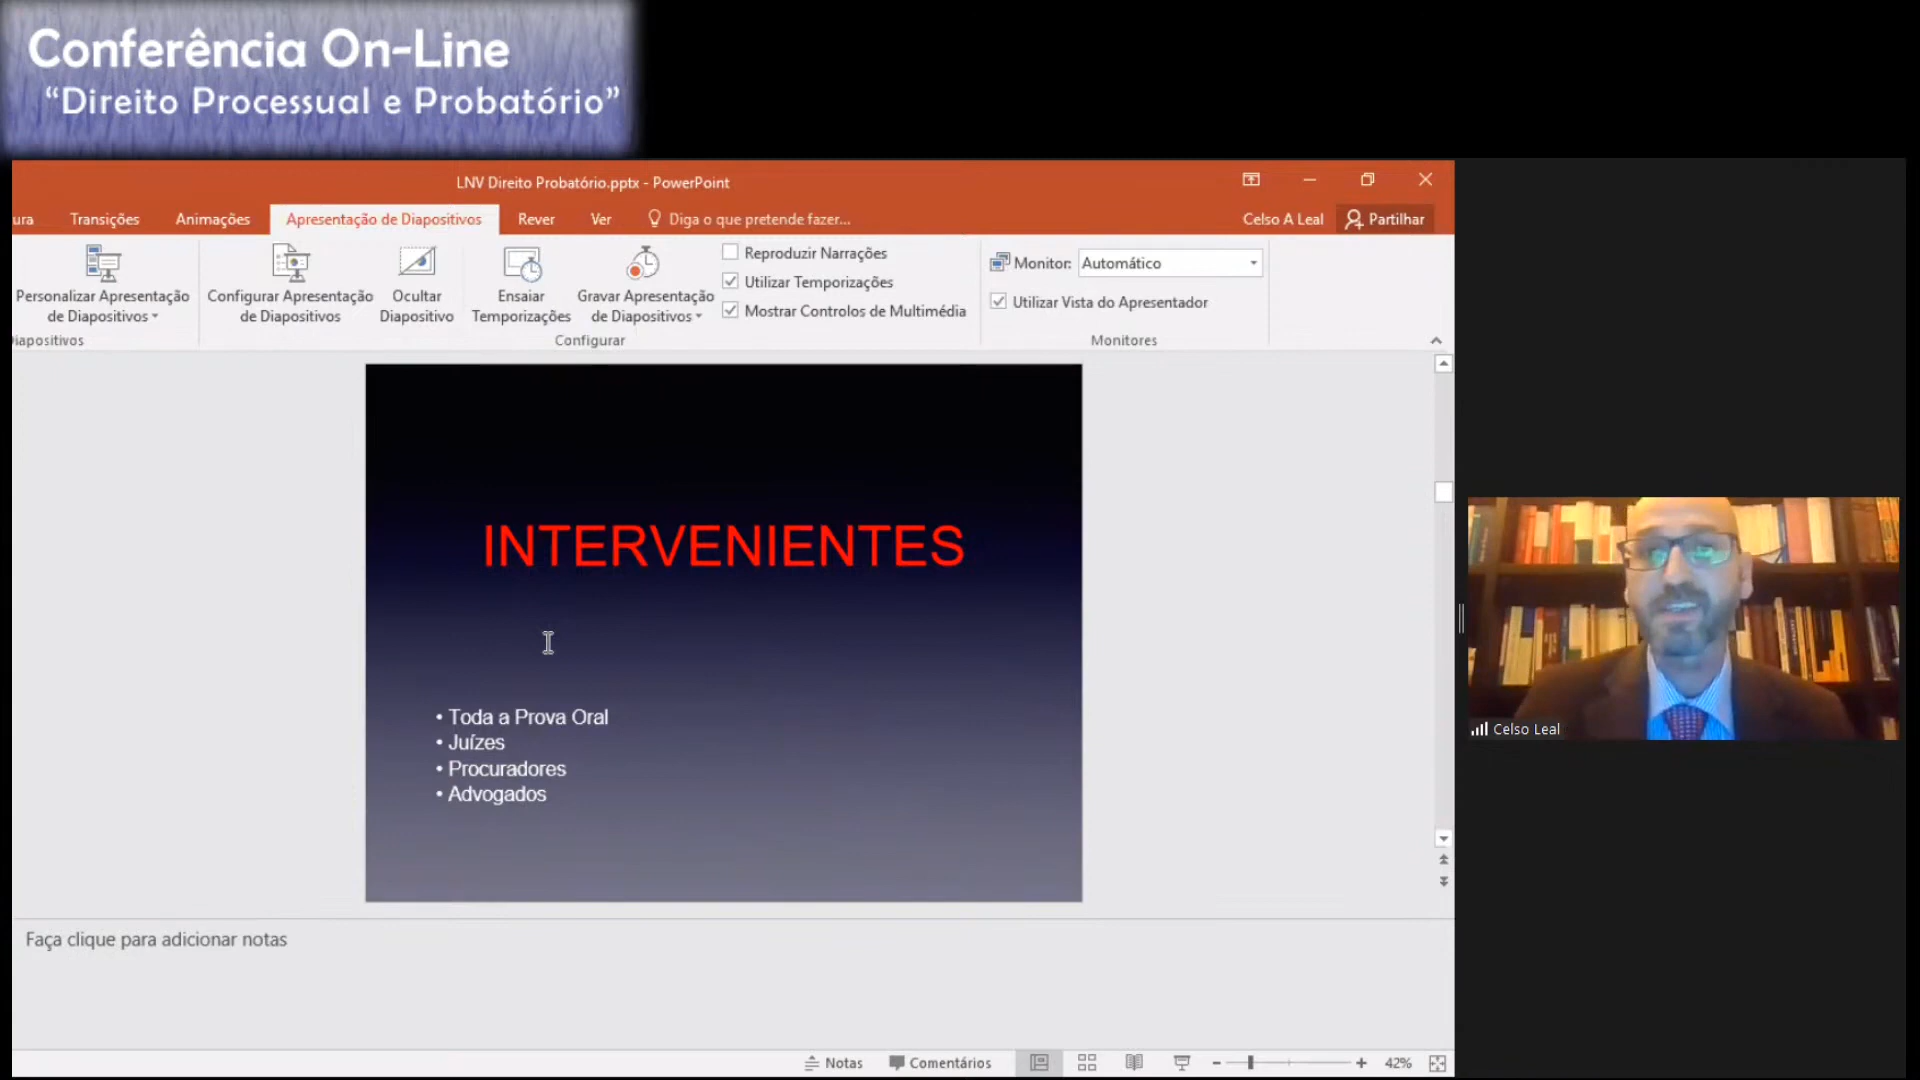 Conferência On-Line
“Direito Processual e Probatório”
LNV Direito Probatório.pptx - PowerPoint
ura Transições Animações Apresentação de Diapositivos Rever Ver Diga o que pretende fazer... Celso A Leal Partilhar
Personalizar Apresentação de Diapositivos
Configurar Apresentação de Diapositivos
Ocultar Diapositivo
Ensaiar Temporizações
Gravar Apresentação de Diapositivos
Reproduzir Narrações
Utilizar Temporizações
Mostrar Controlos de Multimédia
Monitor: Automático
Utilizar Vista do Apresentador
iapositivos Configurar Monitores
INTERVENIENTES
• Toda a Prova Oral
• Juízes
• Procuradores
• Advogados
Celso Leal
Faça clique para adicionar notas
Notas Comentários 42%